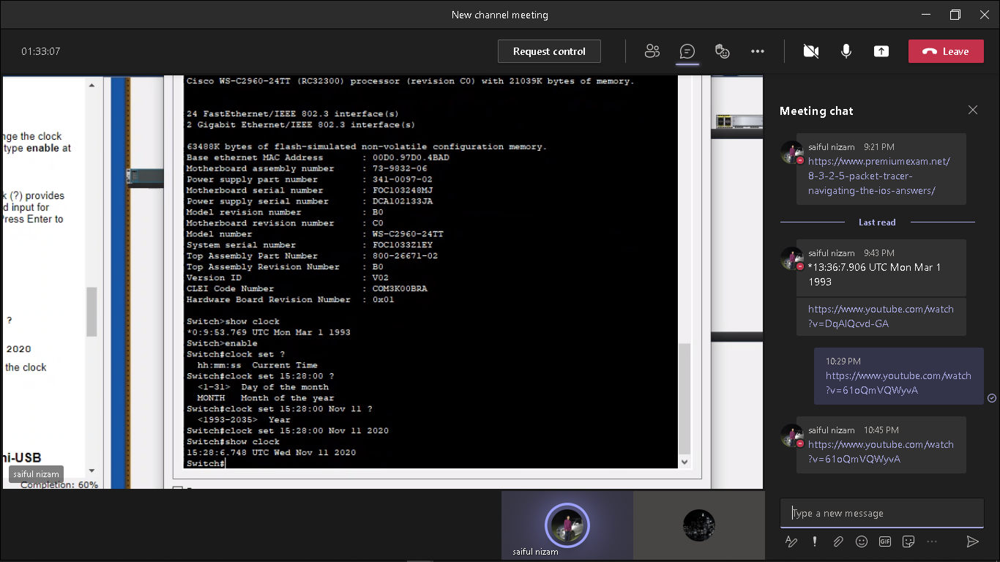 New channel meeting
01:33:07
Request control
Leave
nge the clock
type enable at
k (?) provides
d input for
Press Enter to
?
2020
the clock
ni-USB
saiful nizam
Completion: 60%
Cisco WS-C2960-24TT (RC32300) processor (revision C0) with 21039K bytes of memory.
24 FastEthernet/IEEE 802.3 interface(s)
2 Gigabit Ethernet/IEEE 802.3 interface(s)
63488K bytes of flash-simulated non-volatile configuration memory.
Base ethernet MAC Address : 00D0.97D0.4BAD
Motherboard assembly number : 73-9832-06
Power supply part number : 341-0097-02
Motherboard serial number : FOC103248MJ
Power supply serial number : DCA102133JA
Model revision number : B0
Motherboard revision number : C0
Model number : WS-C2960-24TT
System serial number : FOC1033Z1EY
Top Assembly Part Number : 800-26671-02
Top Assembly Revision Number : B0
Version ID : V02
CLEI Code Number : COM3K00BRA
Hardware Board Revision Number : 0x01
Switch>show clock
*0:9:53.769 UTC Mon Mar 1 1993
Switch>enable
Switch#clock set ?
hh:mm:ss Current Time
Switch#clock set 15:28:00 ?
<1-31> Day of the month
MONTH Month of the year
Switch#clock set 15:28:00 Nov 11 ?
<1993-2035> Year
Switch#clock set 15:28:00 Nov 11 2020
Switch#show clock
15:28:6.748 UTC Wed Nov 11 2020
Switch#
saiful nizam
Meeting chat
saiful nizam 9:21 PM
https://www.premiumexam.net/
8-3-2-5-packet-tracer-
navigating-the-ios-answers/
Last read
saiful nizam 9:43 PM
*13:36:7.906 UTC Mon Mar 1
1993
https://www.youtube.com/watch
?v=DqAlQcvd-GA
10:29 PM
https://www.youtube.com/watch
?v=61oQmVQWyvA
saiful nizam 10:45 PM
https://www.youtube.com/watch
?v=61oQmVQWyvA
Type a new message
GIF